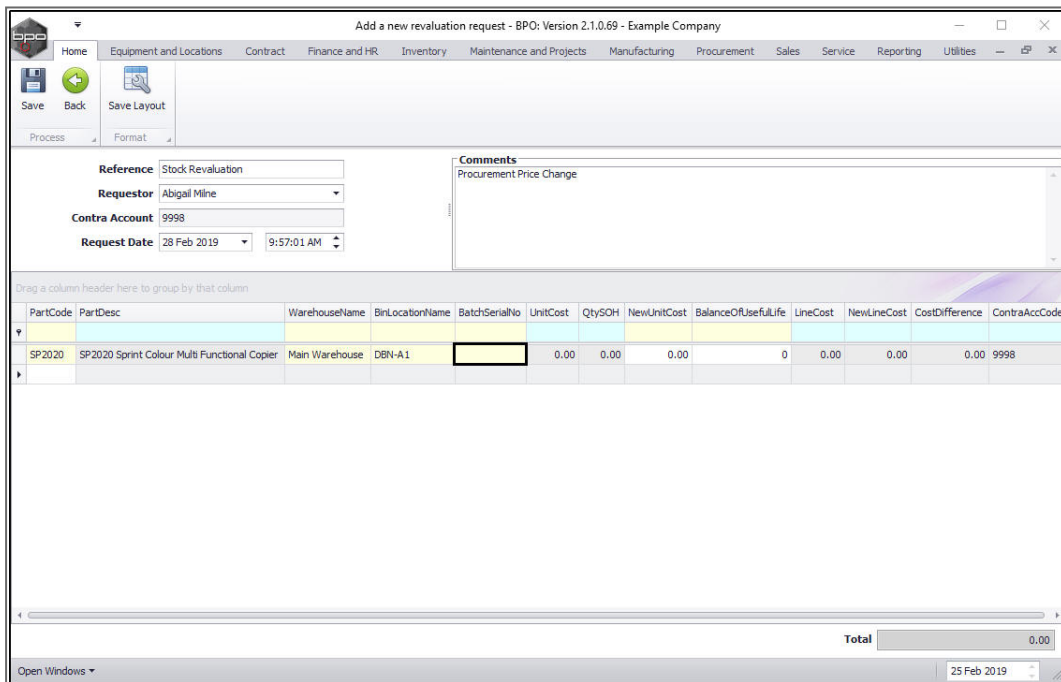 Add a new revaluation request - BPO: Version 2.1.0.69 - Example Company
bpo
Home Equipment and Locations Contract Finance and HR Inventory Maintenance and Projects Manufacturing Procurement Sales Service Reporting Utilities
Save Back Save Layout
Process Format
Reference Stock Revaluation
Requestor Abigail Milne
Contra Account 9998
Request Date 28 Feb 2019 9:57:01 AM
Comments
Procurement Price Change
Drag a column header here to group by that column
PartCode PartDesc WarehouseName BinLocationName BatchSerialNo UnitCost QtySOH NewUnitCost BalanceOfUsefulLife LineCost NewLineCost CostDifference ContraAccCode
SP2020 SP2020 Sprint Colour Multi Functional Copier Main Warehouse DBN-A1 0.00 0.00 0.00 0 0.00 0.00 0.00 9998
Total 0.00
Open Windows 25 Feb 2019